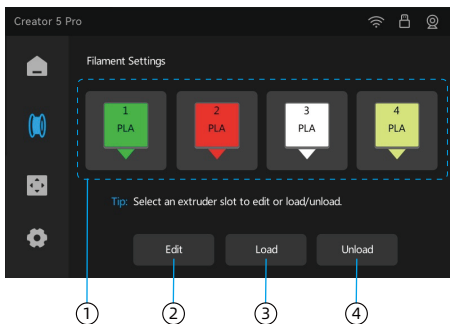 Creator 5 Pro
Filament Settings
1
PLA
2
PLA
3
PLA
4
PLA
Tip: Select an extruder slot to edit or load/unload.
Edit
Load
Unload
1
2
3
4